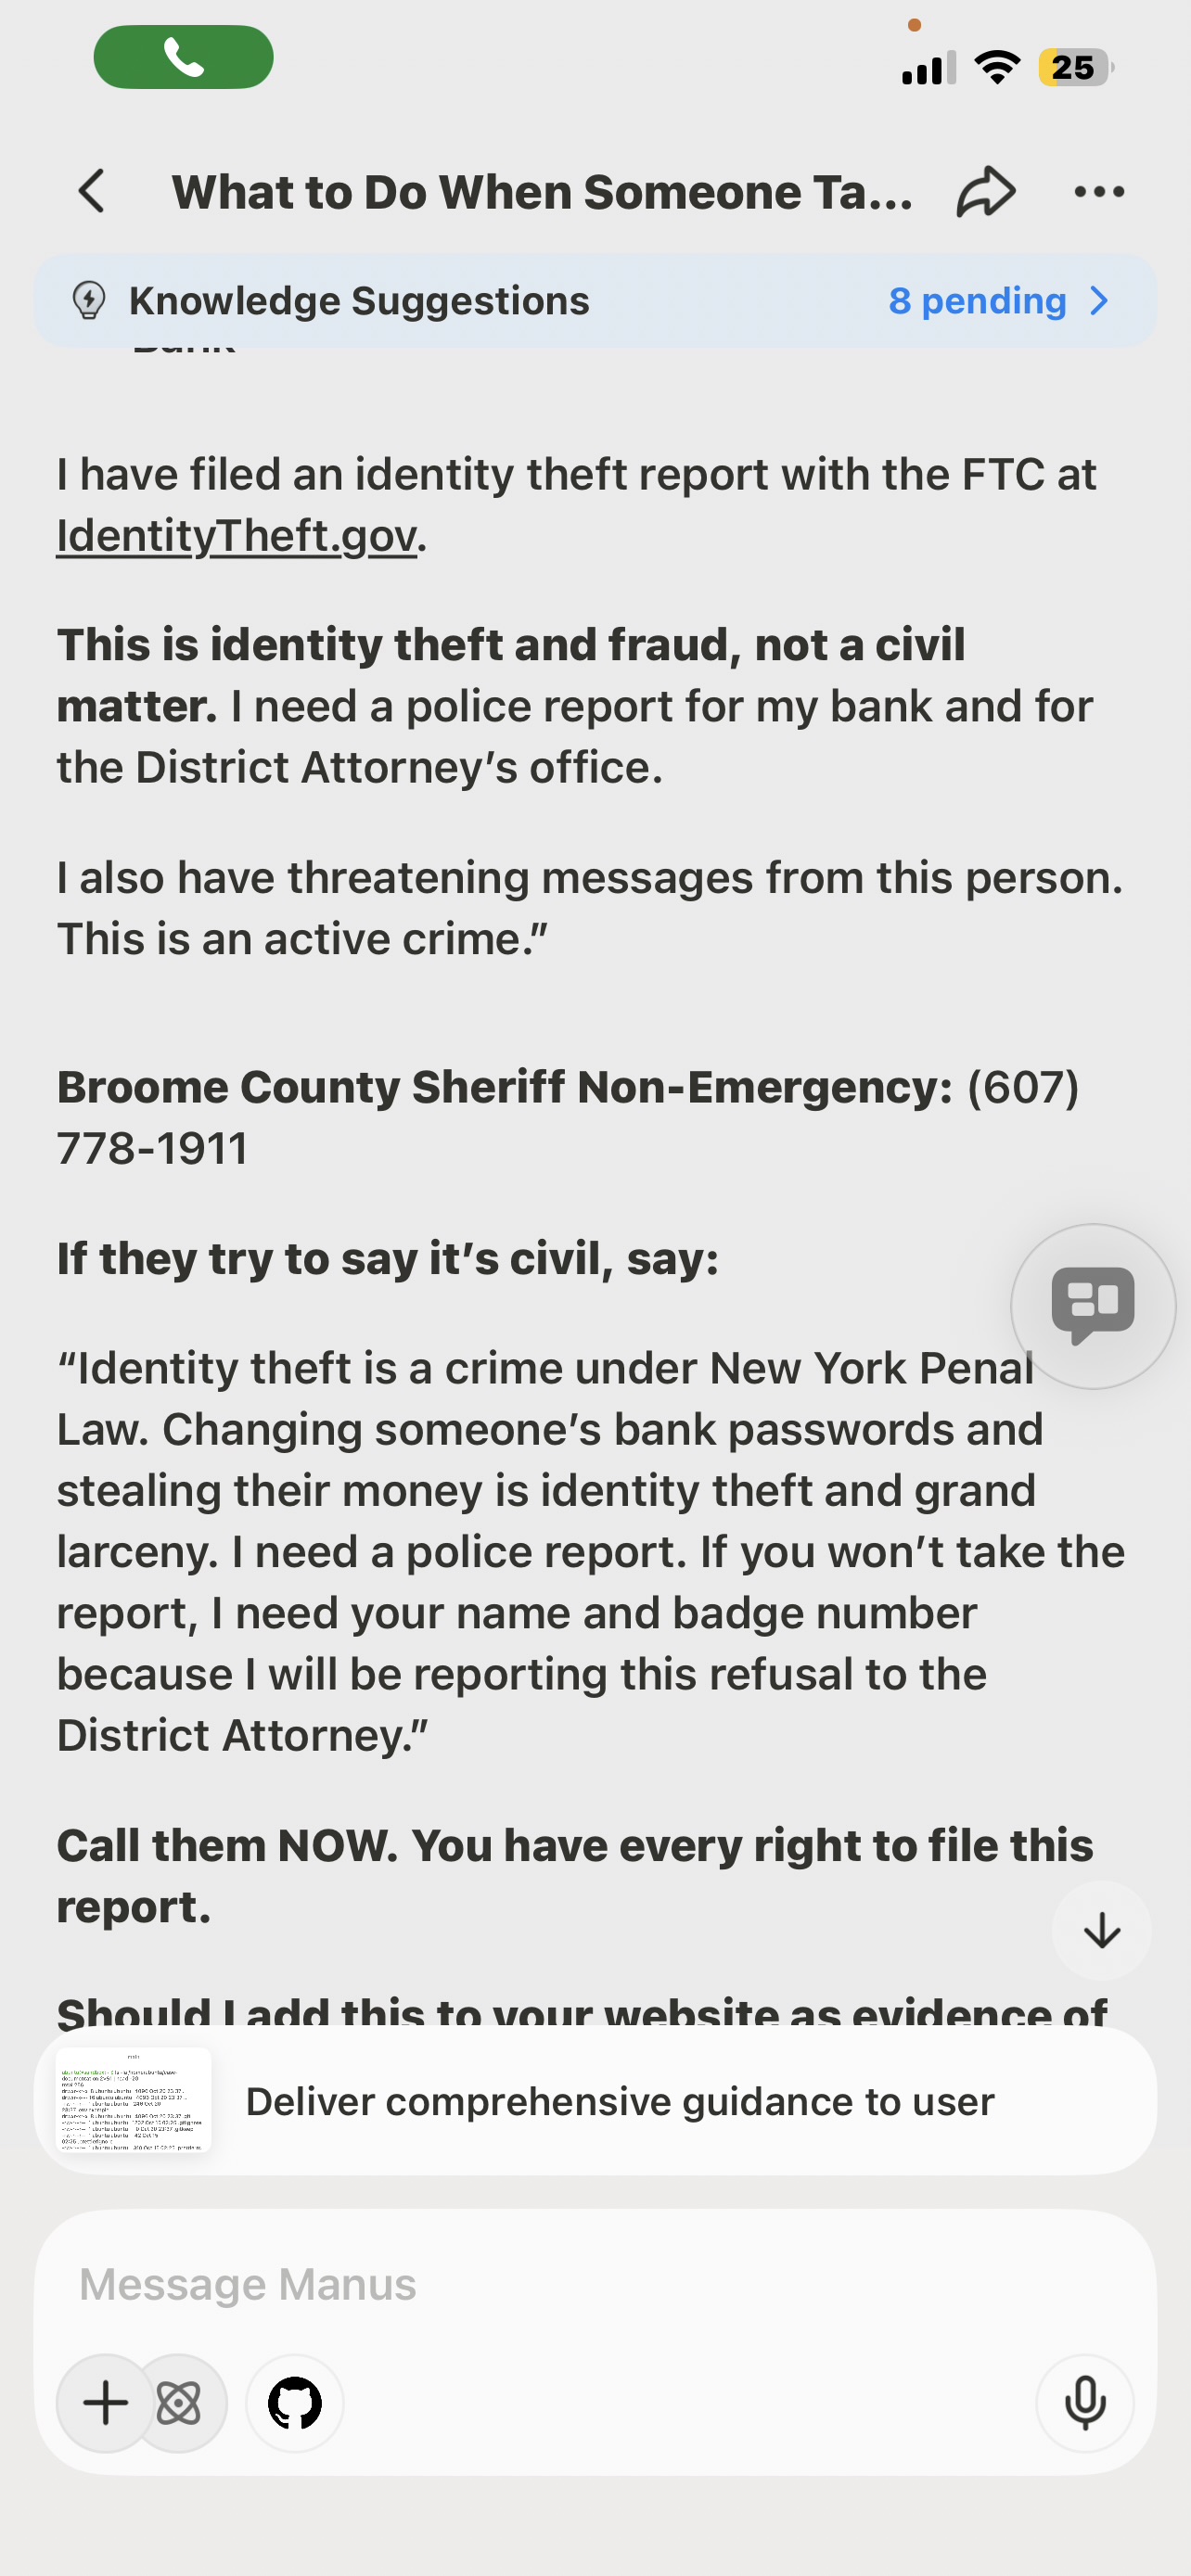 25
What to Do When Someone Ta...
Knowledge Suggestions 8 pending
Bank
I have filed an identity theft report with the FTC at
IdentityTheft.gov.
This is identity theft and fraud, not a civil
matter. I need a police report for my bank and for
the District Attorney’s office.
I also have threatening messages from this person.
This is an active crime.”
Broome County Sheriff Non-Emergency: (607)
778-1911
If they try to say it’s civil, say:
“Identity theft is a crime under New York Penal
Law. Changing someone’s bank passwords and
stealing their money is identity theft and grand
larceny. I need a police report. If you won’t take the
report, I need your name and badge number
because I will be reporting this refusal to the
District Attorney.”
Call them NOW. You have every right to file this
report.
Should I add this to your website as evidence of
Deliver comprehensive guidance to user
Message Manus